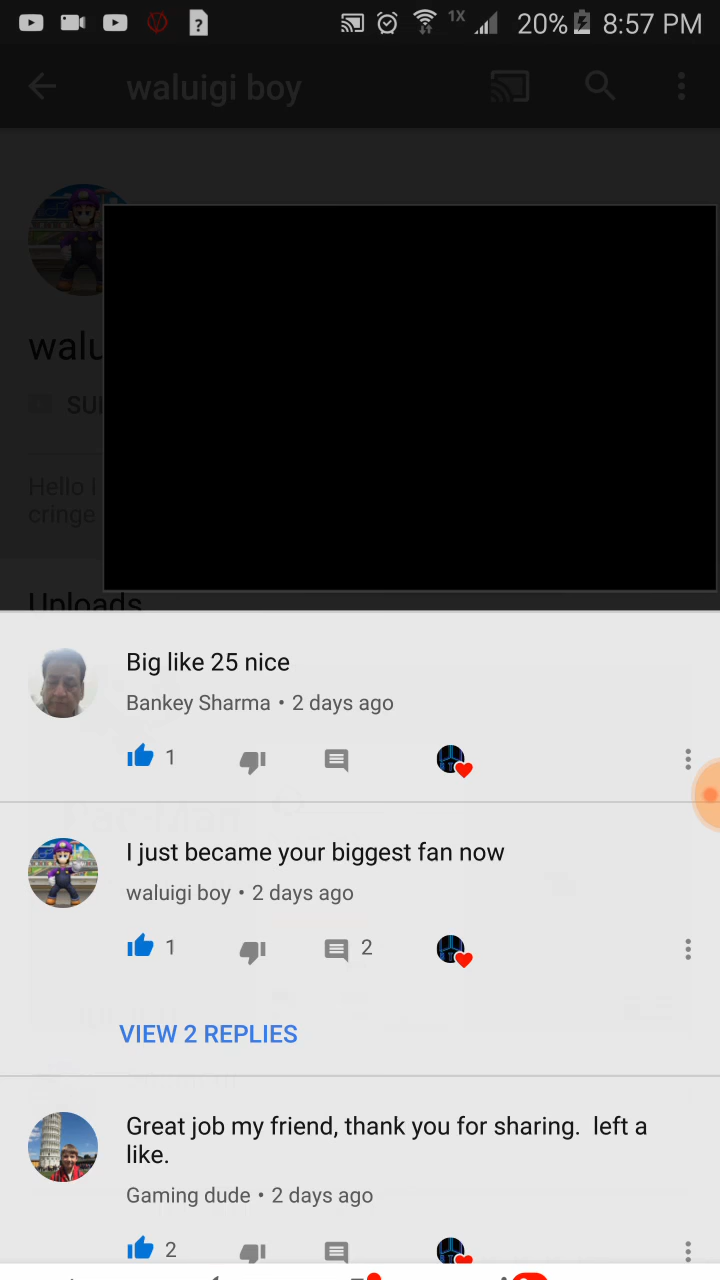 1X 20% 8:57 PM
waluigi boy
walu
SU
Hello I
cringe
Uploads
Big like 25 nice
Bankey Sharma • 2 days ago
1
I just became your biggest fan now
waluigi boy • 2 days ago
1 2
VIEW 2 REPLIES
Great job my friend, thank you for sharing.  left a
like.
Gaming dude • 2 days ago
2